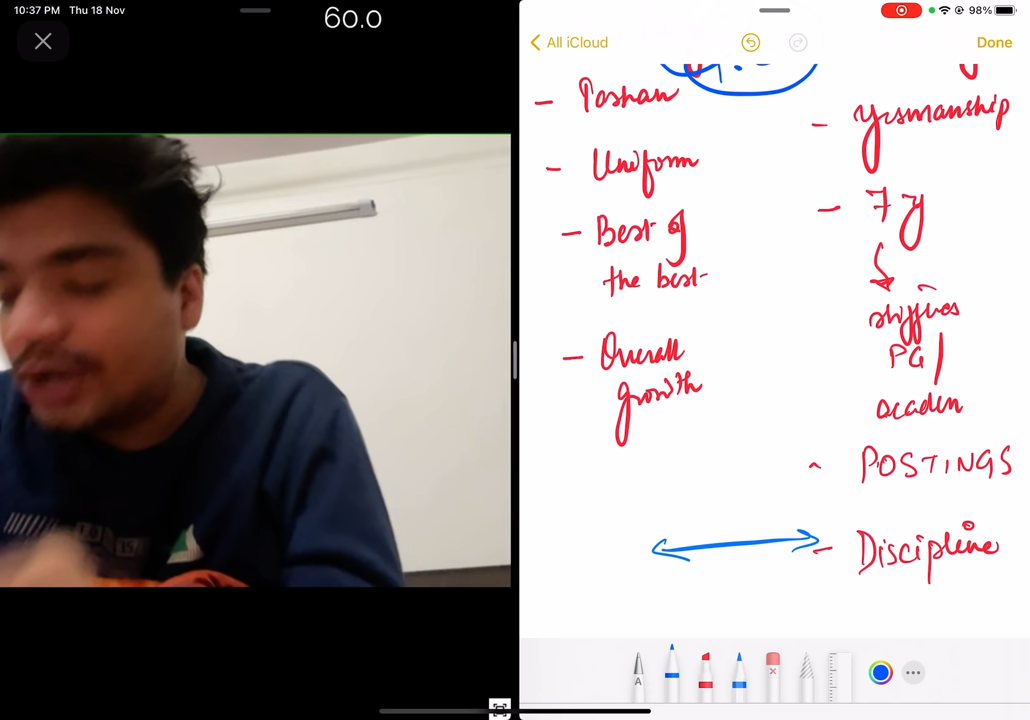 10:37 PM Thu 18 Nov
60.0
98%
All iCloud
Done
- Poshan
- Uniform
- Best of
the best
- Overall
growth
- Yesmanship
- 7 y
PG/
academ
POSTINGS
- Discipline
A